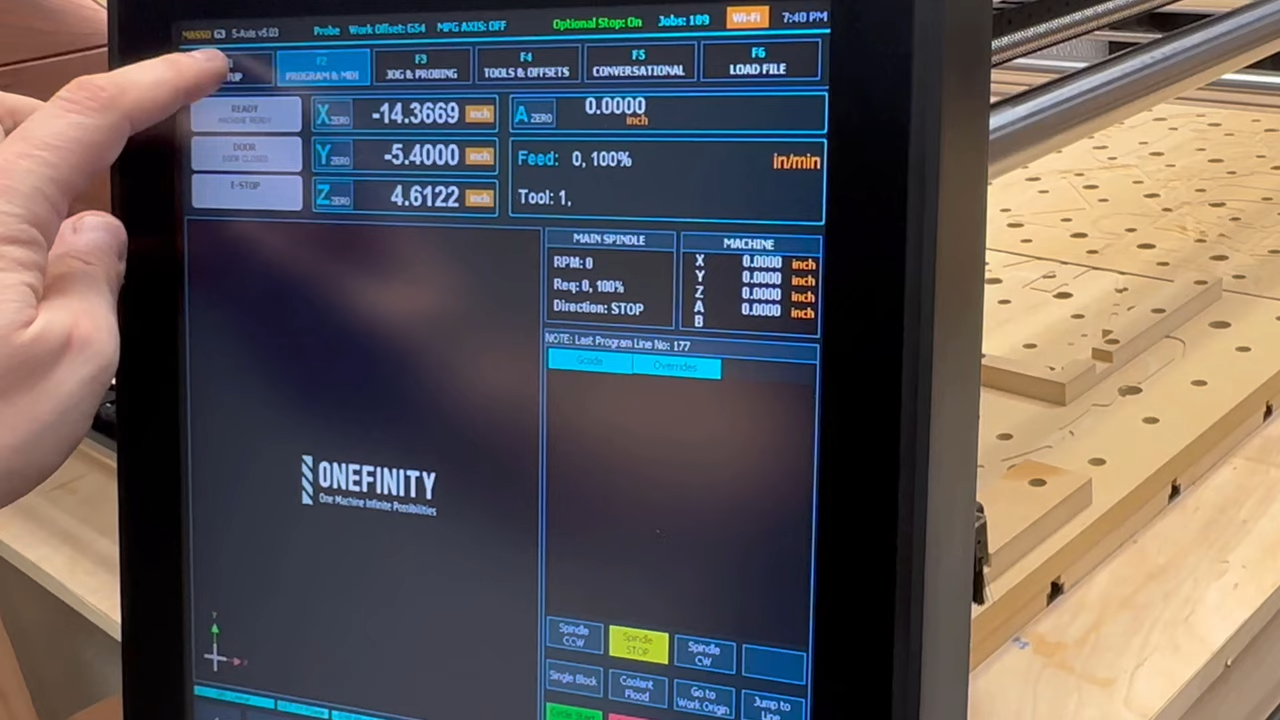 MASSO 5-Axis v5.03 Probe Work Offset: G54 MPG AXIS: OFF Optional Stop: On Jobs: 189 Wi-Fi 7:40 PM
F2 F3 F4 F5 F6
PROGRAM & MDI JOG & PROBING TOOLS & OFFSETS CONVERSATIONAL LOAD FILE
READY
MACHINE READY
X ZERO -14.3669 inch
A ZERO 0.0000 inch
DOOR
DOOR CLOSED
Y ZERO -5.4000 inch
Feed: 0, 100% in/min
E-STOP
Z ZERO 4.6122 inch
Tool: 1,
MAIN SPINDLE
RPM: 0
Req: 0, 100%
Direction: STOP
MACHINE
X 0.0000 inch
Y 0.0000 inch
Z 0.0000 inch
A 0.0000 inch
B
NOTE: Last Program Line No: 177
Gcode Overrides
ONEFINITY
One Machine Infinite Possibilities
Spindle CCW
Spindle STOP
Spindle CW
Single Block
Coolant Flood
Go to Work Origin
Jump to Line
Cycle Start